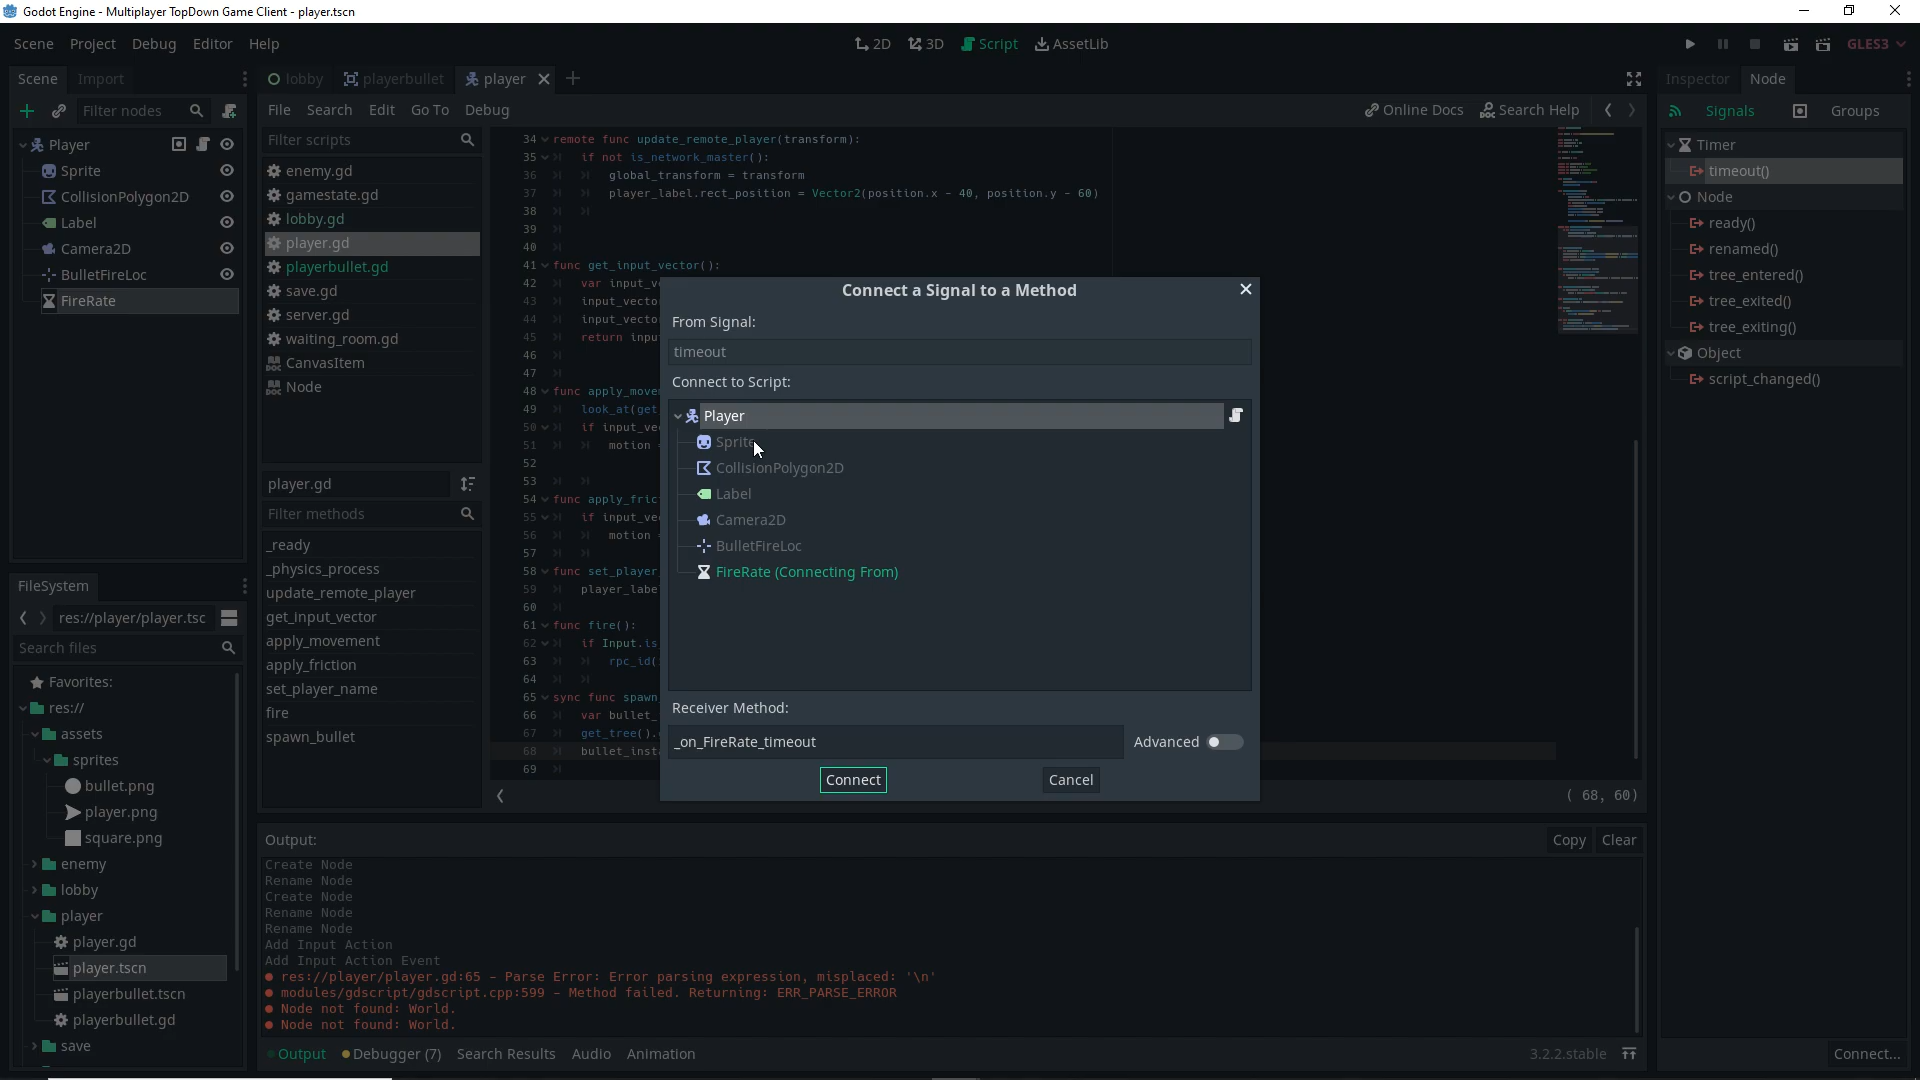 Godot Engine - Multiplayer TopDown Game Client - player.tscn
Scene Project Debug Editor Help
2D 3D Script AssetLib
GLES3
Scene Import
Filter nodes
Player
Sprite
CollisionPolygon2D
Label
Camera2D
BulletFireLoc
FireRate
FileSystem
res://player/player.tsc
Search files
Favorites:
res://
assets
sprites
bullet.png
player.png
square.png
enemy
lobby
player
player.gd
player.tscn
playerbullet.tscn
playerbullet.gd
save
lobby playerbullet player
File Search Edit Go To Debug
Online Docs Search Help
Filter scripts
enemy.gd
gamestate.gd
lobby.gd
player.gd
playerbullet.gd
save.gd
server.gd
waiting_room.gd
CanvasItem
Node
player.gd
Filter methods
_ready
_physics_process
update_remote_player
get_input_vector
apply_movement
apply_friction
set_player_name
fire
spawn_bullet
34 remote func update_remote_player(transform):
35 if not is_network_master():
36 global_transform = transform
37 player_label.rect_position = Vector2(position.x - 40, position.y - 60)
38
39
40
41 func get_input_vector():
42 var input_v
43 input_vecto
44 input_vecto
45 return inpu
46
47
48 func apply_move
49 look_at(get
50 if input_ve
51 motion =
52
53
54 func apply_fric
55 if input_ve
56 motion =
57
58 func set_player
59 player_labe
60
61 func fire():
62 if Input.is
63 rpc_id(
64
65 sync func spawn
66 var bullet_
67 get_tree().
68 bullet_inst
69
( 68, 60)
Connect a Signal to a Method
From Signal:
timeout
Connect to Script:
Player
Sprite
CollisionPolygon2D
Label
Camera2D
BulletFireLoc
FireRate (Connecting From)
Receiver Method:
_on_FireRate_timeout
Advanced
Connect Cancel
Output:
Copy Clear
Create Node
Rename Node
Create Node
Rename Node
Rename Node
Add Input Action
Add Input Action Event
res://player/player.gd:65 - Parse Error: Error parsing expression, misplaced: '\n'
modules/gdscript/gdscript.cpp:599 - Method failed. Returning: ERR_PARSE_ERROR
Node not found: World.
Node not found: World.
Output Debugger (7) Search Results Audio Animation
3.2.2.stable
Inspector Node
Signals Groups
Timer
timeout()
Node
ready()
renamed()
tree_entered()
tree_exited()
tree_exiting()
Object
script_changed()
Connect...